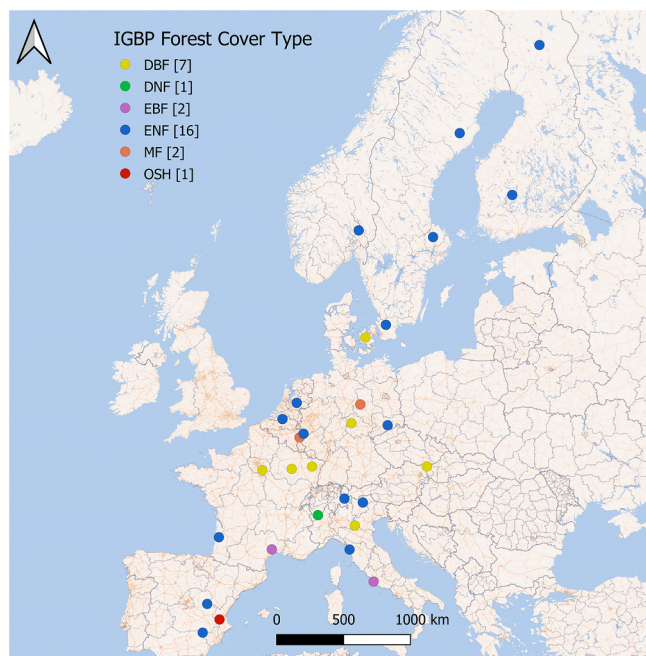 IGBP Forest Cover Type
DBF [7]
DNF [1]
EBF [2]
ENF [16]
MF [2]
OSH [1]
0 500 1000 km